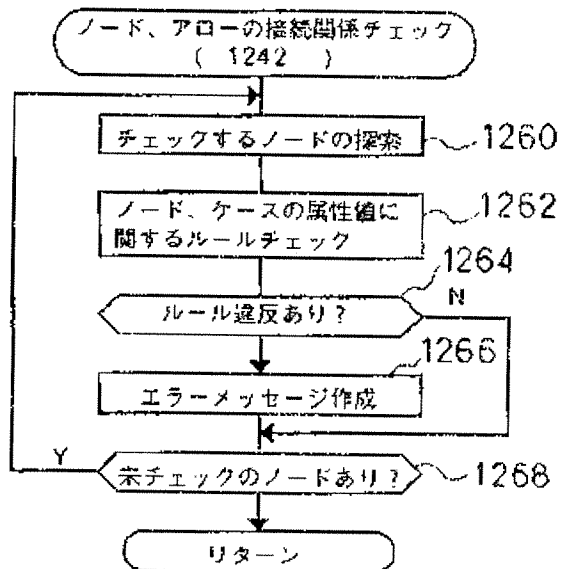 ノード、アローの接続関係チェック
( 1242 )
チェックするノードの探索
1260
ノード、ケースの属性値に
関するルールチェック
1262
1264
ルール違反あり？
N
1266
エラーメッセージ作成
Y
未チェックのノードあり？
1268
リターン